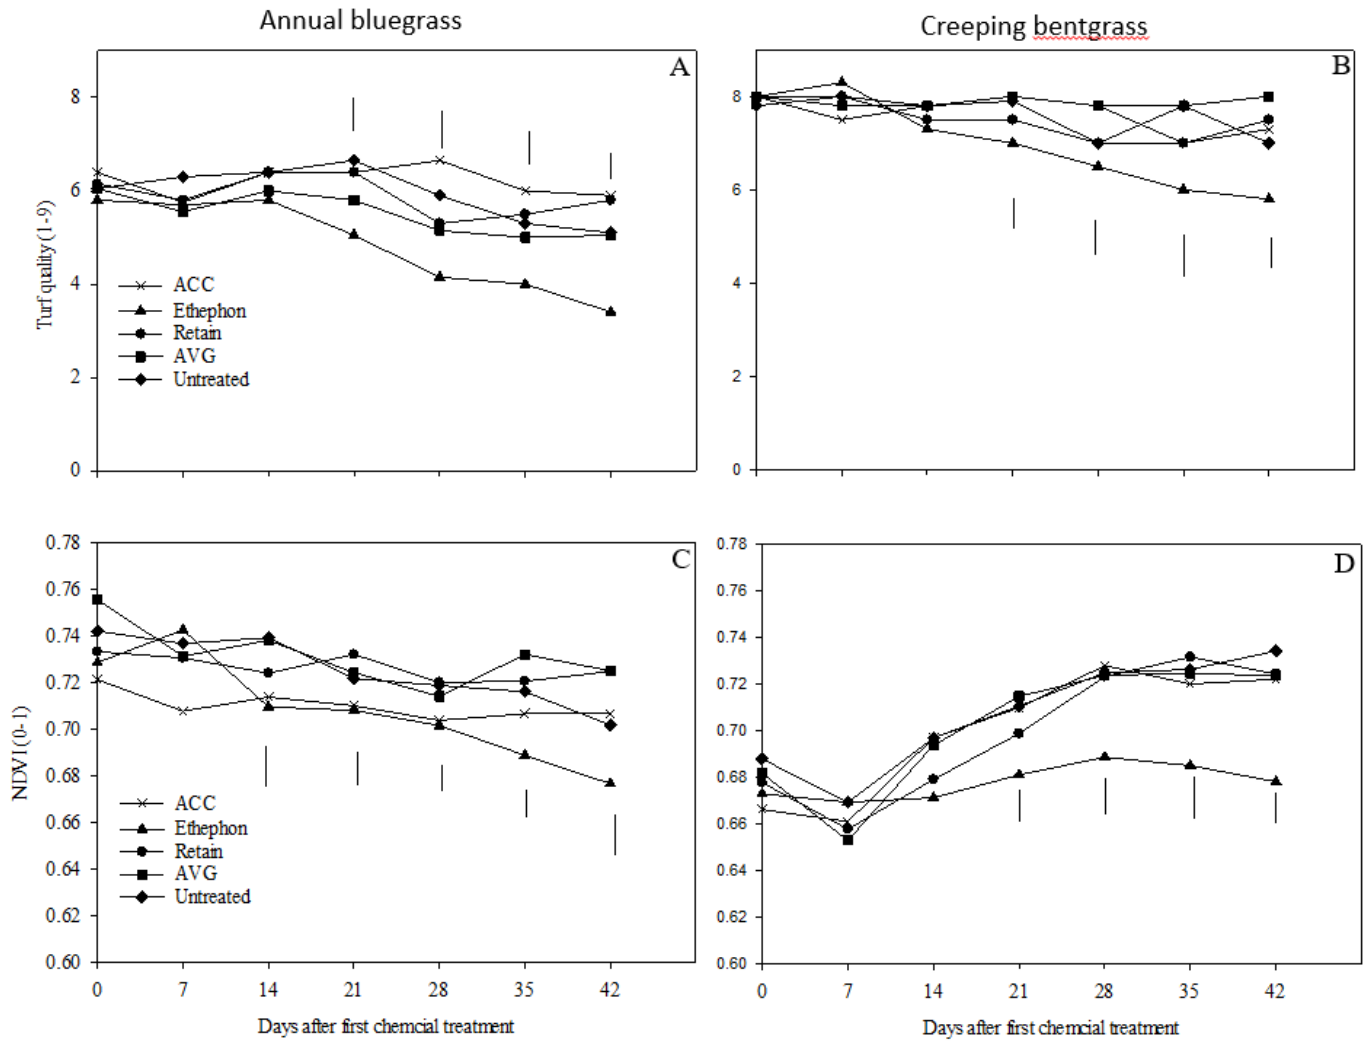 Annual bluegrass
Creeping bentgrass
A
8
6
4
2
0
Turf quality (1-9)
ACC
Ethephon
Retain
AVG
Untreated
B
8
6
4
2
0
C
0.78
0.76
0.74
0.72
0.70
0.68
0.66
0.64
0.62
0.60
NDVI (0-1)
ACC
Ethephon
Retain
AVG
Untreated
0 7 14 21 28 35 42
Days after first chemcial treatment
D
0.78
0.76
0.74
0.72
0.70
0.68
0.66
0.64
0.62
0.60
0 7 14 21 28 35 42
Days after first chemcial treatment